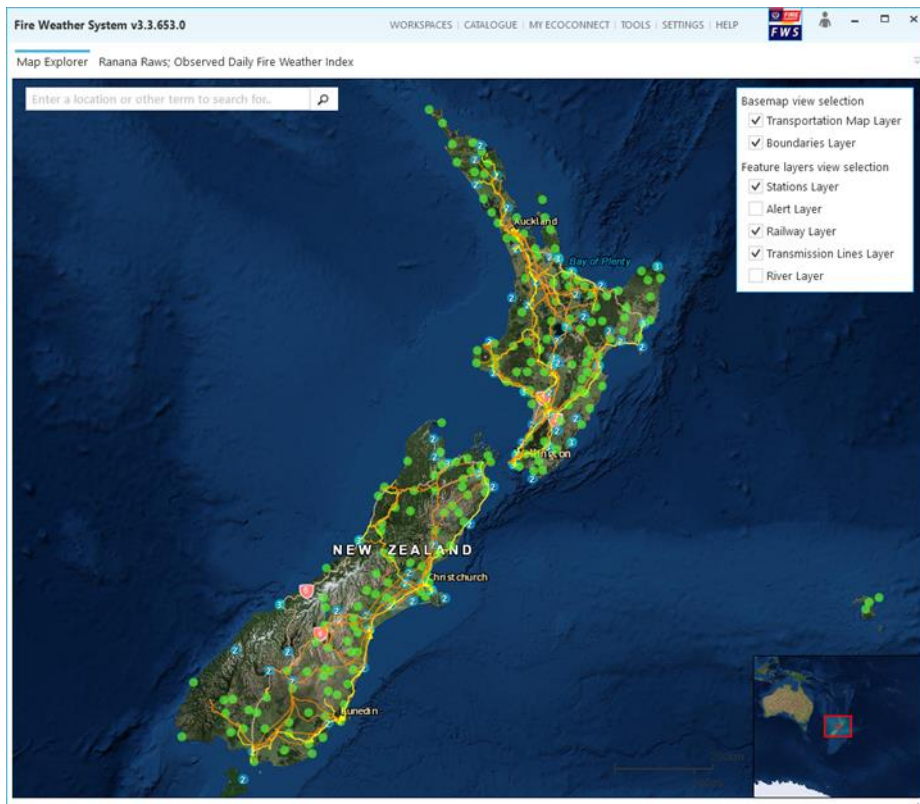 Fire Weather System v3.3.653.0
WORKSPACES | CATALOGUE | MY ECOCONNECT | TOOLS | SETTINGS | HELP
FIRE
FWS
Map Explorer Ranana Raws; Observed Daily Fire Weather Index
Enter a location or other term to search for..
Basemap view selection
Transportation Map Layer
Boundaries Layer
Feature layers view selection
Stations Layer
Alert Layer
Railway Layer
Transmission Lines Layer
River Layer
Auckland
Bay of Plenty
Wellington
NEW ZEALAND
Christchurch
Dunedin